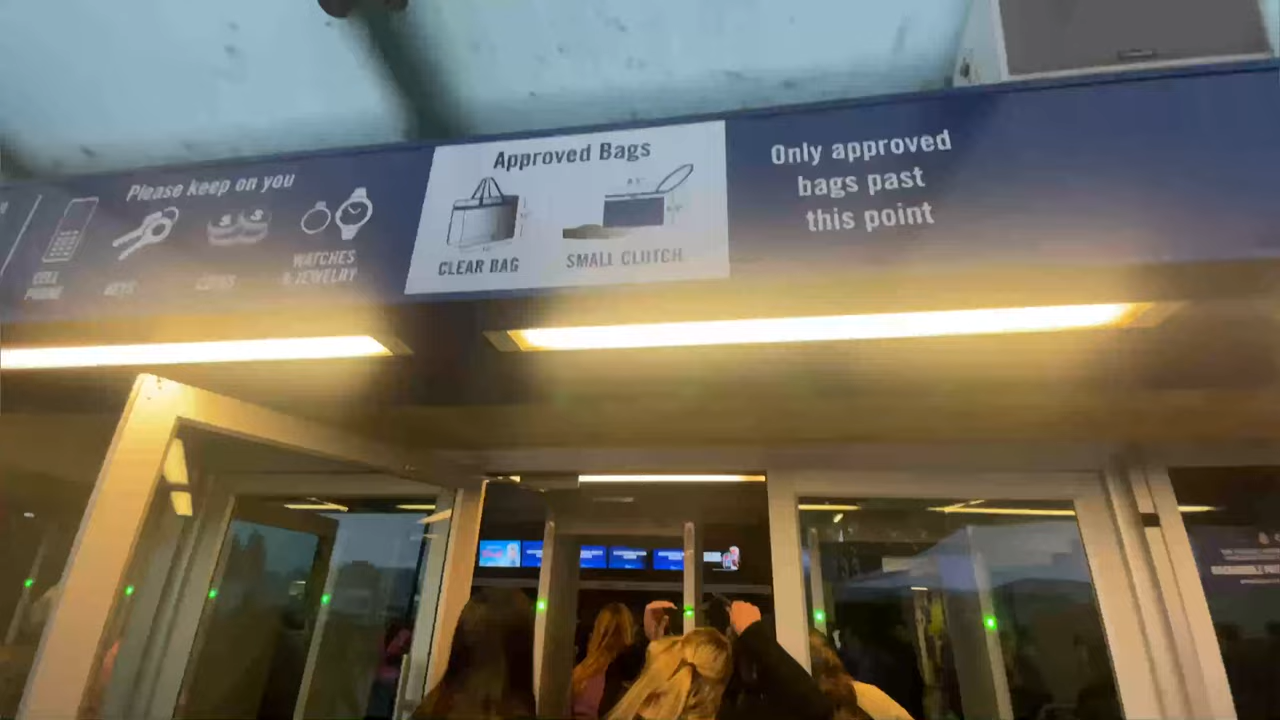 Please keep on you
CELL
PHONE
KEYS
COINS
WATCHES
& JEWELRY
Approved Bags
CLEAR BAG
SMALL CLUTCH
Only approved
bags past
this point